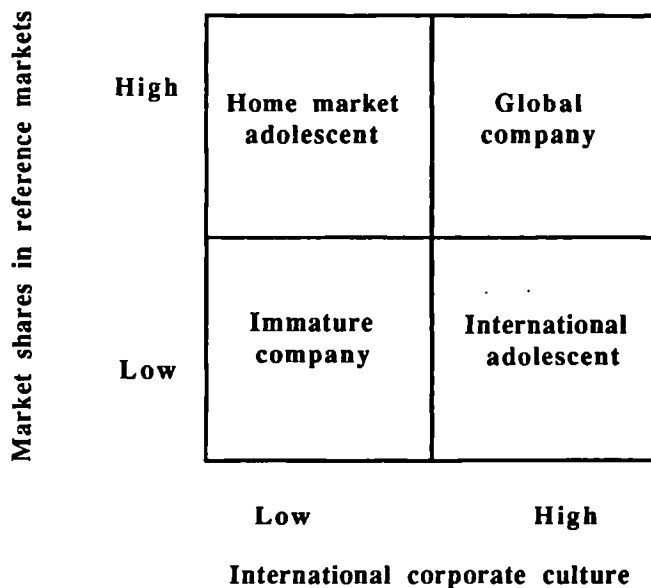 Market shares in reference markets
High
Home market
adolescent
Global
company
Low
Immature
company
International
adolescent
Low
High
International corporate culture